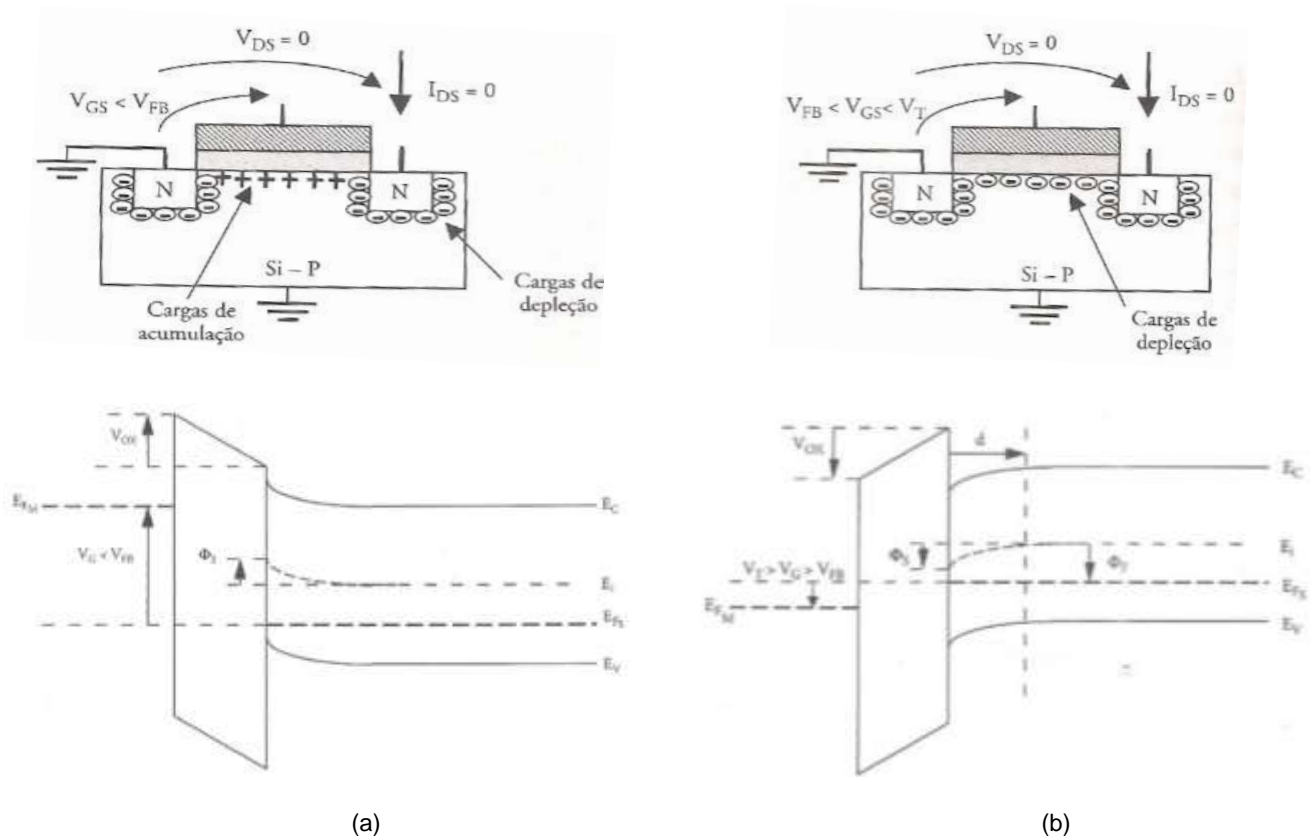 V_DS = 0
V_GS < V_FB
I_DS = 0
N
N
Si – P
Cargas de
acumulação
Cargas de
depleção
V_DS = 0
V_FB < V_GS < V_T
I_DS = 0
N
N
Si – P
Cargas de
depleção
V_OX
E_FM
V_G < V_FB
Φ_S
E_C
E_i
E_FS
E_V
V_OX
d
E_C
Φ_S
Φ_F
E_i
V_T > V_G > V_FB
E_FM
E_FS
E_V
(a)
(b)